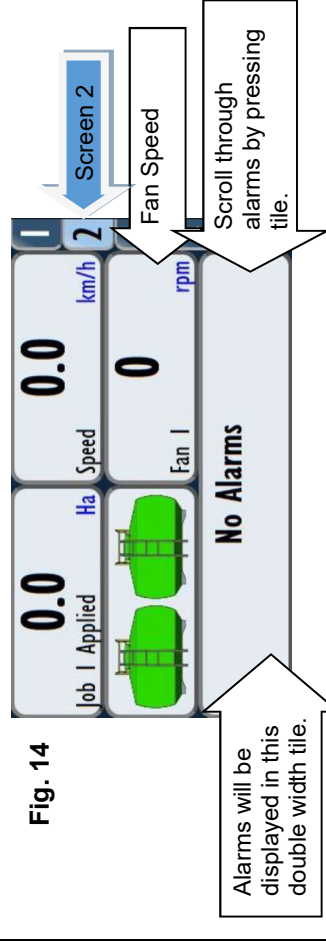 Fig. 14
0.0
Job 1 Applied Ha
0.0
Speed km/h
1
2
0
Fan 1 rpm
No Alarms
Screen 2
Fan Speed
Scroll through
alarms by pressing
tile.
Alarms will be
displayed in this
double width tile.